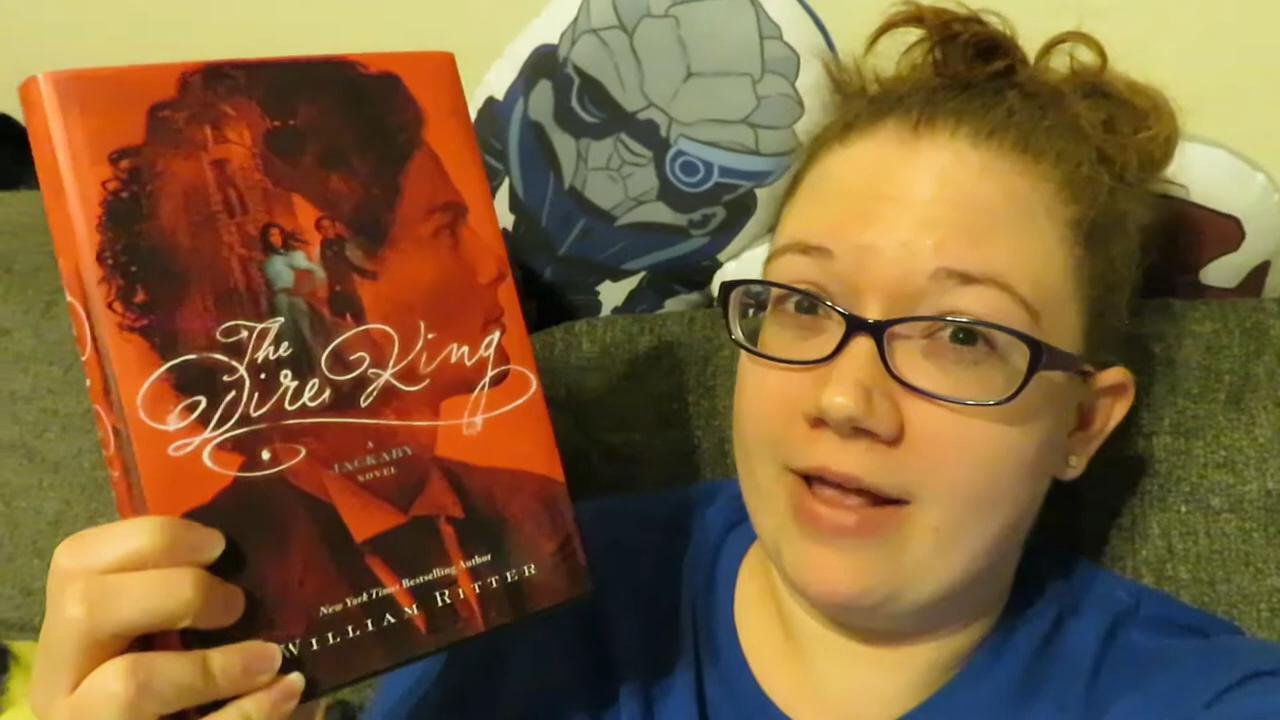 The
Dire King
A
JACKABY
NOVEL
New York Times Bestselling Author
WILLIAM RITTER